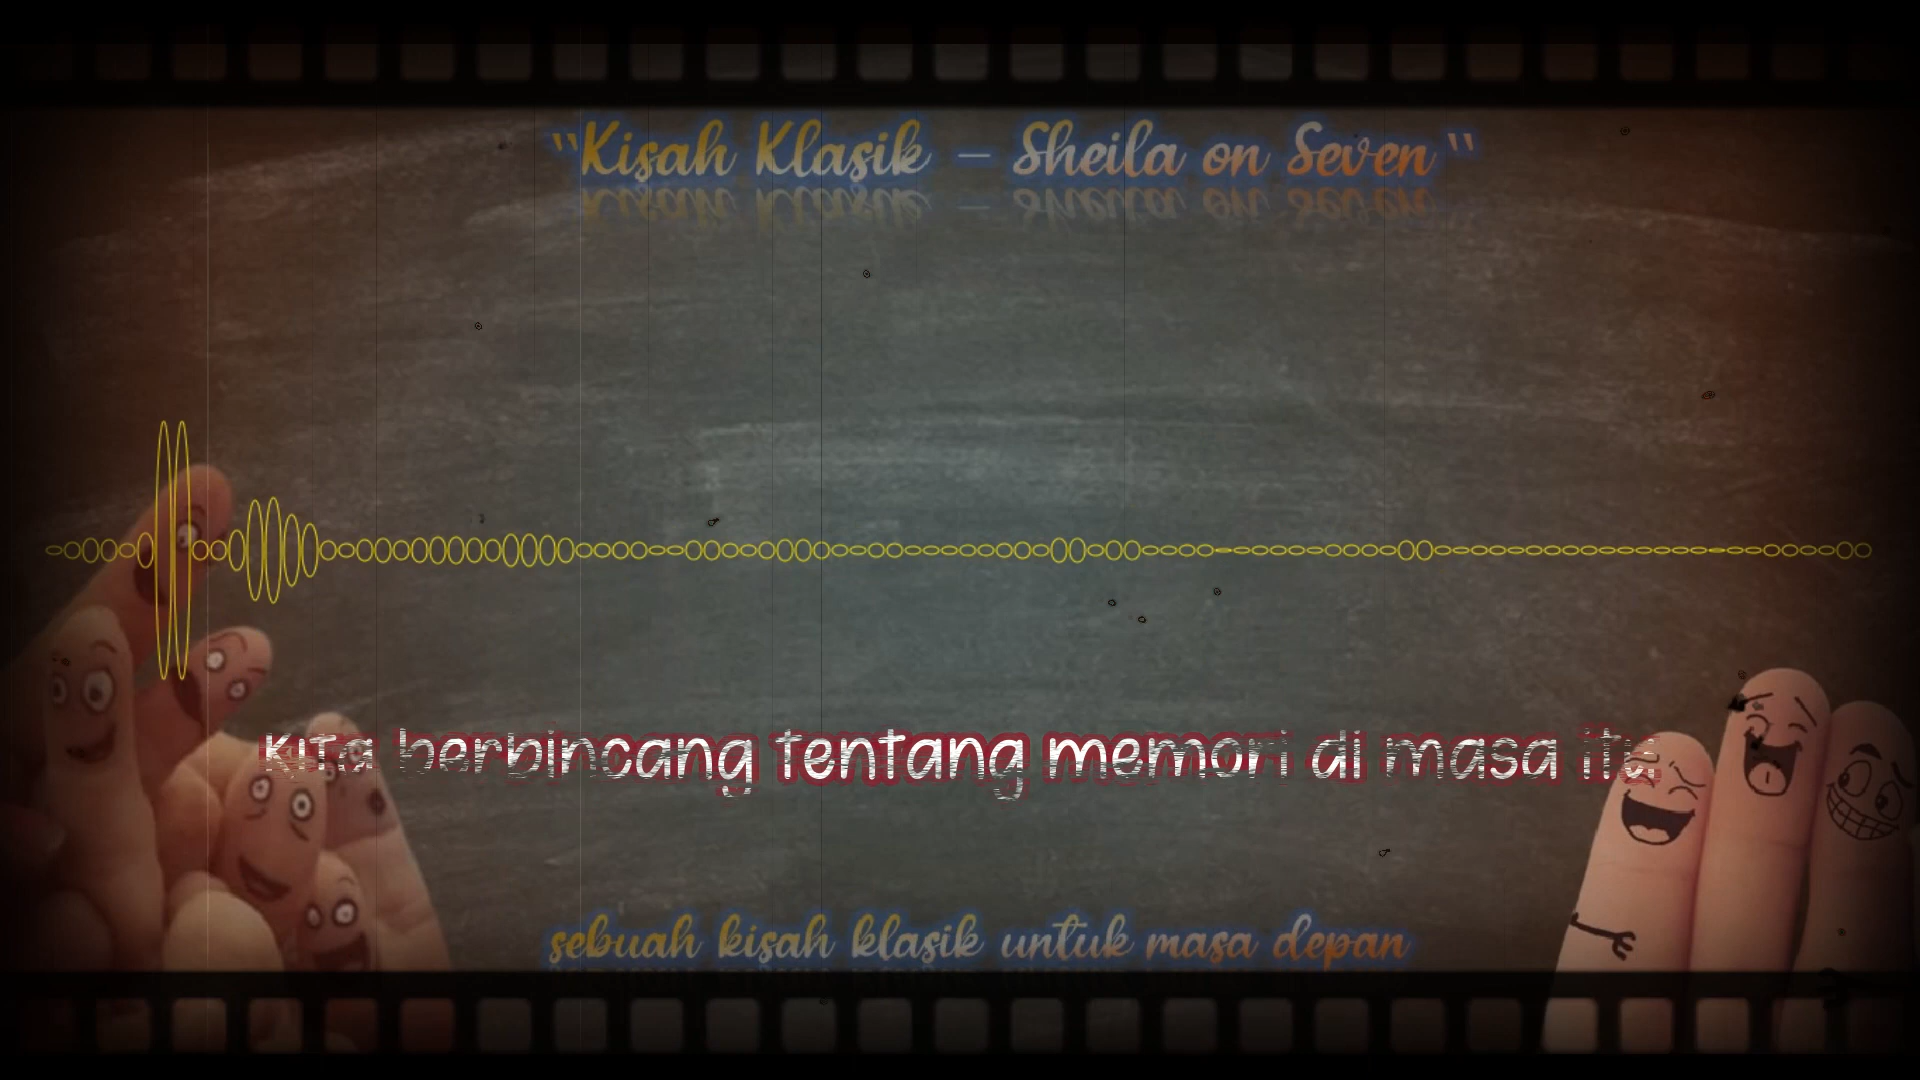 "Kisah Klasik – Sheila on Seven"
Kita berbincang tentang memori di masa itu
sebuah kisah klasik untuk masa depan